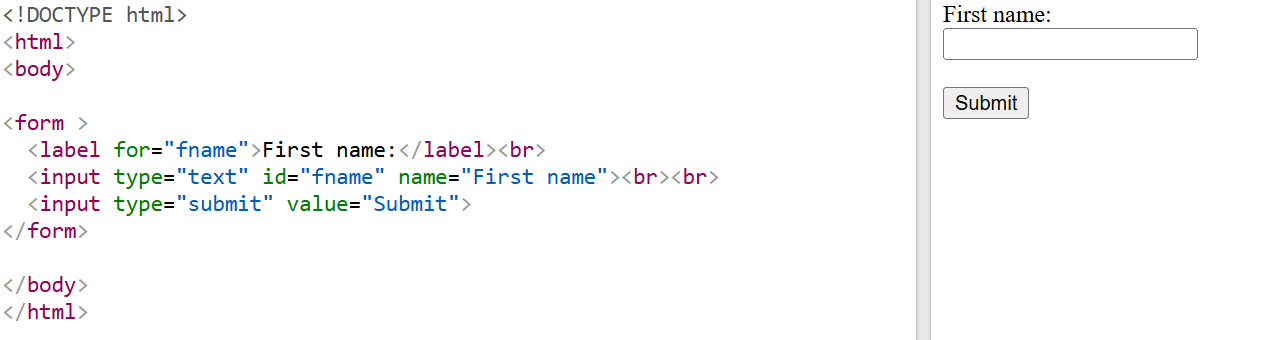 <!DOCTYPE html>
<html>
<body>

<form >
  <label for="fname">First name:</label><br>
  <input type="text" id="fname" name="First name"><br><br>
  <input type="submit" value="Submit">
</form>

</body>
</html>
First name:
Submit